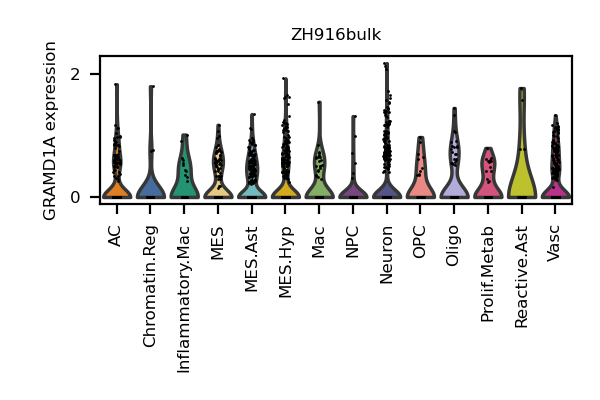 ZH916bulk
GRAMD1A expression
2
0
AC
Chromatin.Reg
Inflammatory.Mac
MES
MES.Ast
MES.Hyp
Mac
NPC
Neuron
OPC
Oligo
Prolif.Metab
Reactive.Ast
Vasc